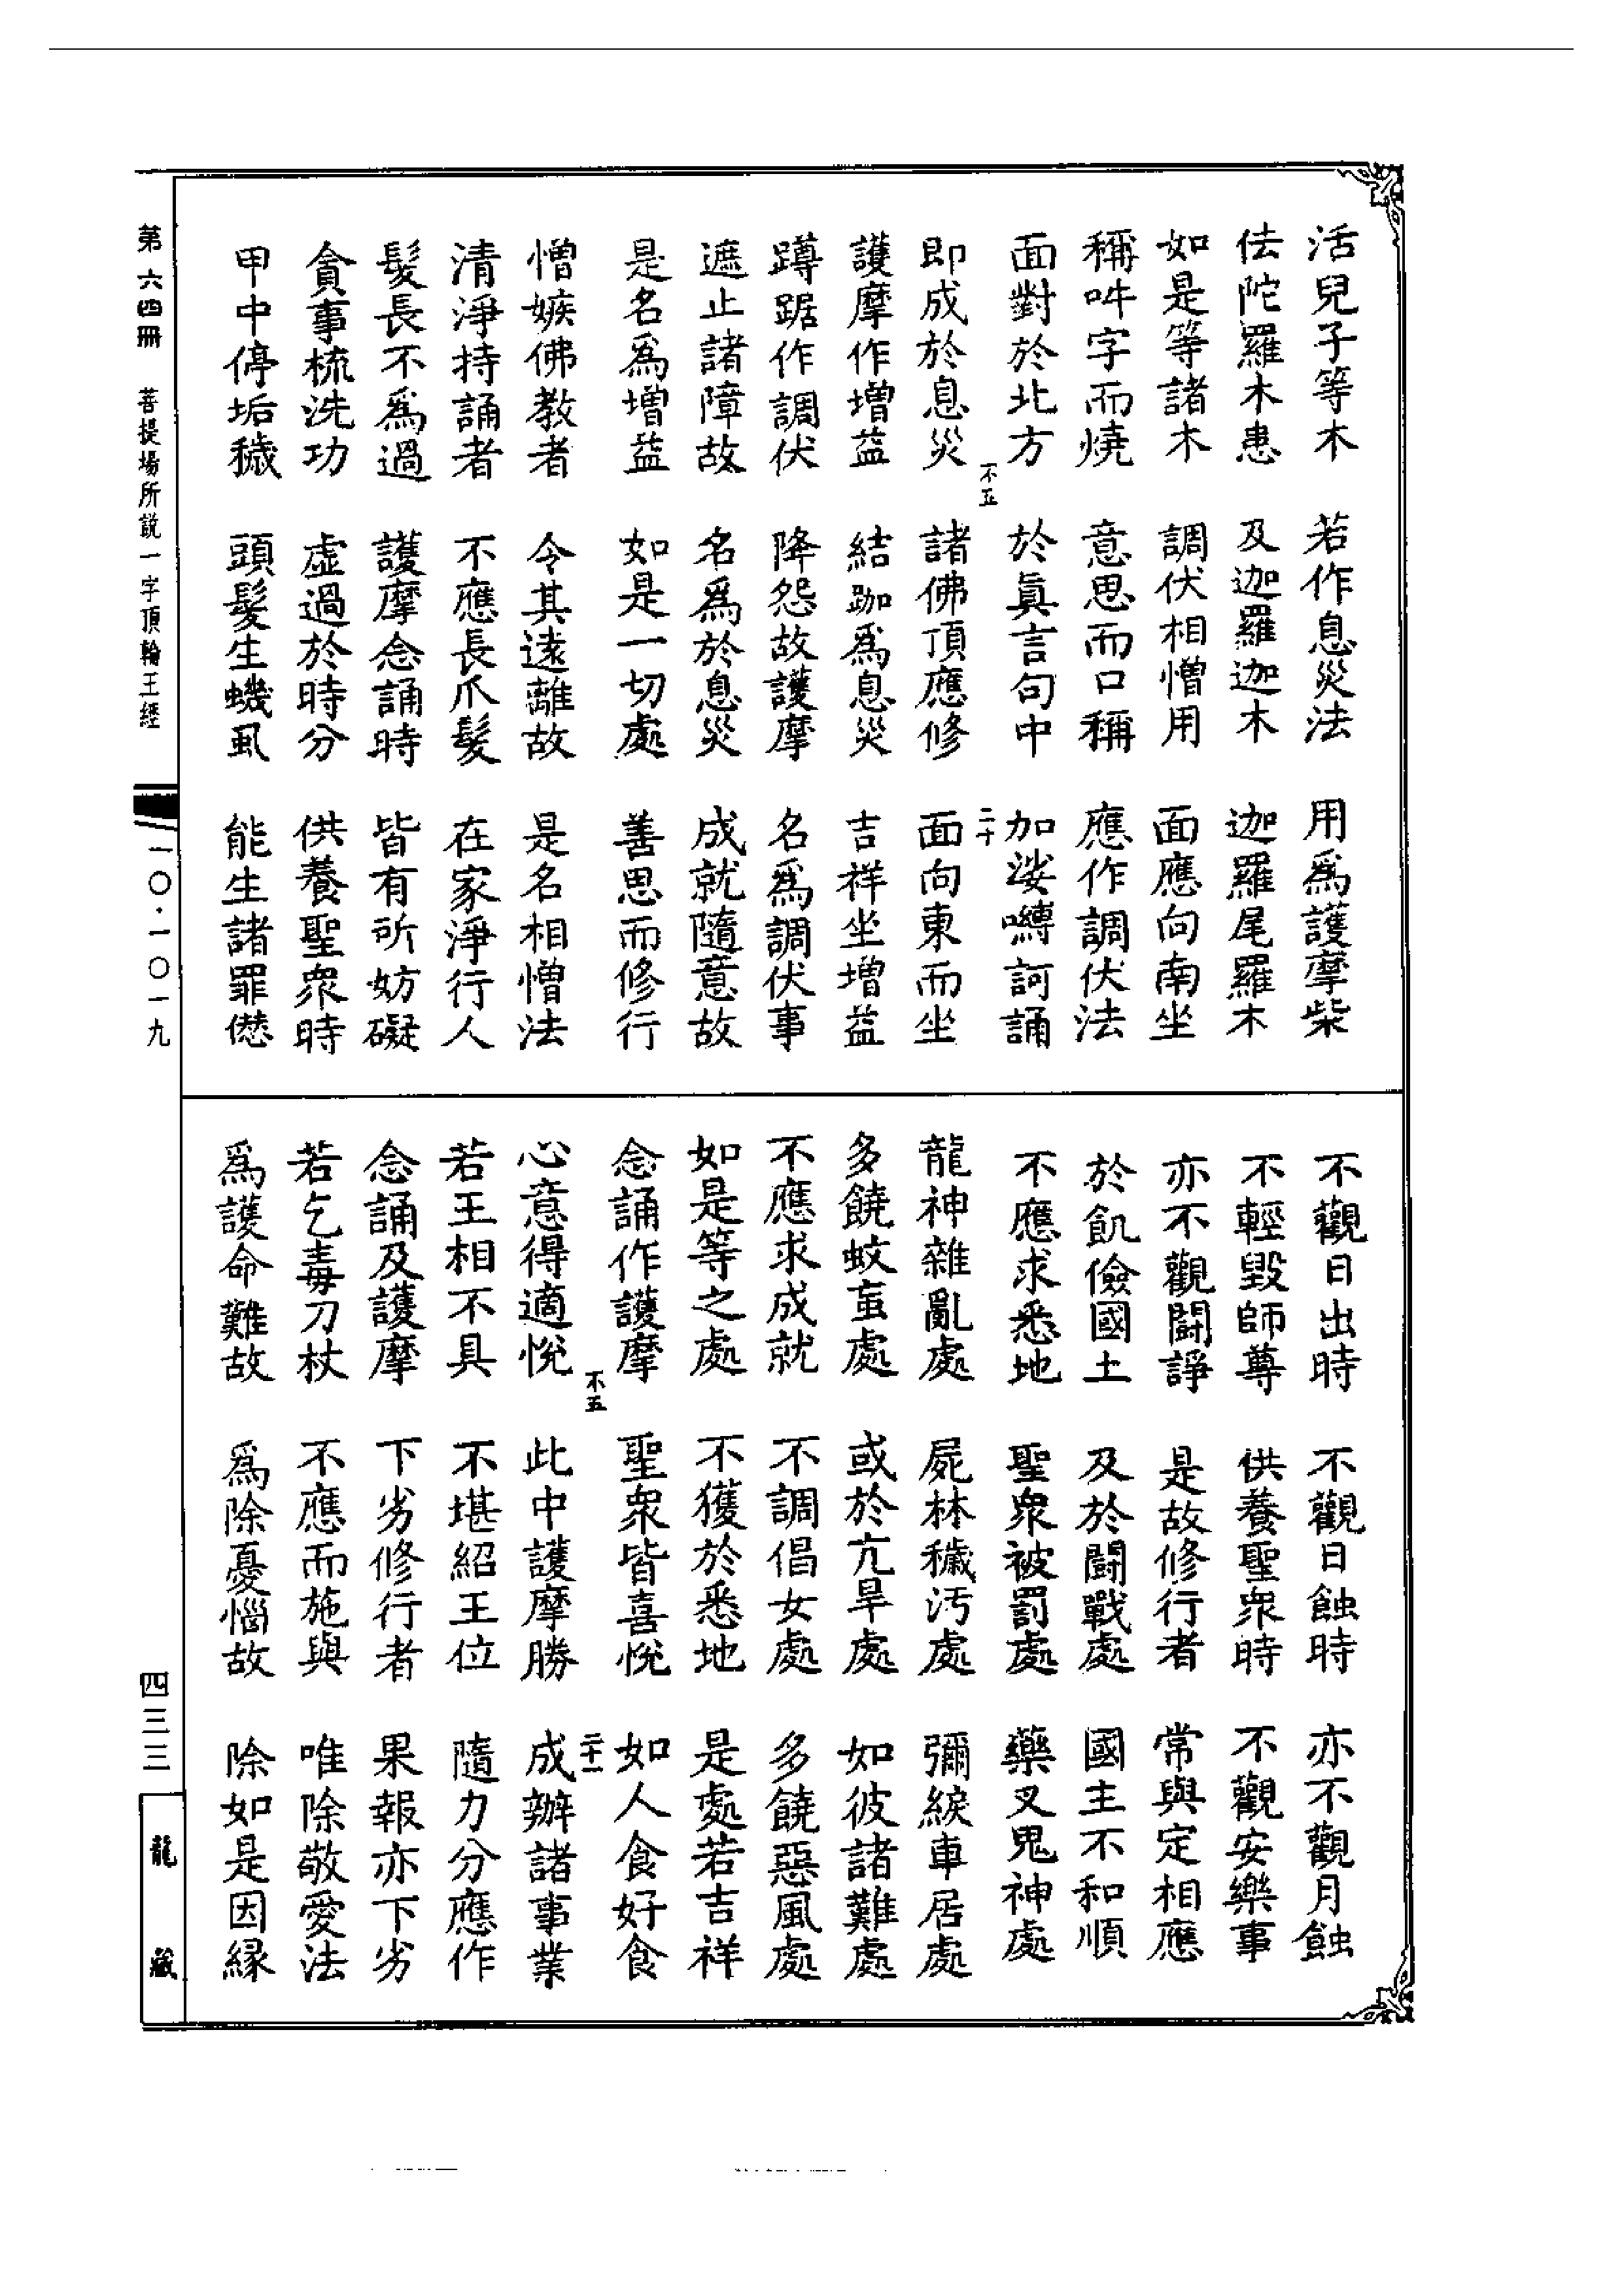 活兒子等木 若作息災法 用爲護摩柴
佉陀羅木患 及迦羅迦木 迦羅尾羅木
如是等諸木 調伏相憎用 面應向南坐
稱吽字而燒 意思而口稱 應作調伏法
面對於北方 於眞言句中 加娑嚩訶誦
不五 二十
即成於息災 諸佛頂應修 面向東而坐
護摩作增益 結跏爲息災 吉祥坐增益
蹲踞作調伏 降怨故護摩 名爲調伏事
遮止諸障故 名爲於息災 成就隨意故
是名爲增益 如是一切處 善思而修行
憎嫉佛教者 令其遠離故 是名相憎法
清淨持誦者 不應長爪髮 在家淨行人
髮長不爲過 護摩念誦時 皆有所妨礙
貪事梳洗功 虛過於時分 供養聖衆時
甲中停垢穢 頭髮生蟣虱 能生諸罪愆
不觀日出時 不觀日蝕時 亦不觀月蝕
不輕毀師尊 供養聖衆時 不觀安樂事
亦不觀鬪諍 是故修行者 常與定相應
於飢儉國土 及於鬪戰處 國主不和順
不應求悉地 聖衆被罰處 藥叉鬼神處
龍神雜亂處 屍林穢汚處 彌綟車居處
多饒蚊䖟處 或於亢旱處 如彼諸難處
不應求成就 不調倡女處 多饒惡風處
如是等之處 不獲於悉地 是處若吉祥
念誦作護摩 聖衆皆喜悅 如人食好食
不五 二十一
心意得適悅 此中護摩勝 成辦諸事業
若王相不具 不堪紹王位 隨力分應作
念誦及護摩 下劣修行者 果報亦下劣
若乞毒刀杖 不應而施與 唯除敬愛法
爲護命難故 爲除憂惱故 除如是因緣
第六四冊 菩提場所說一字頂輪王經 一〇·一〇一九
四三三
龍藏